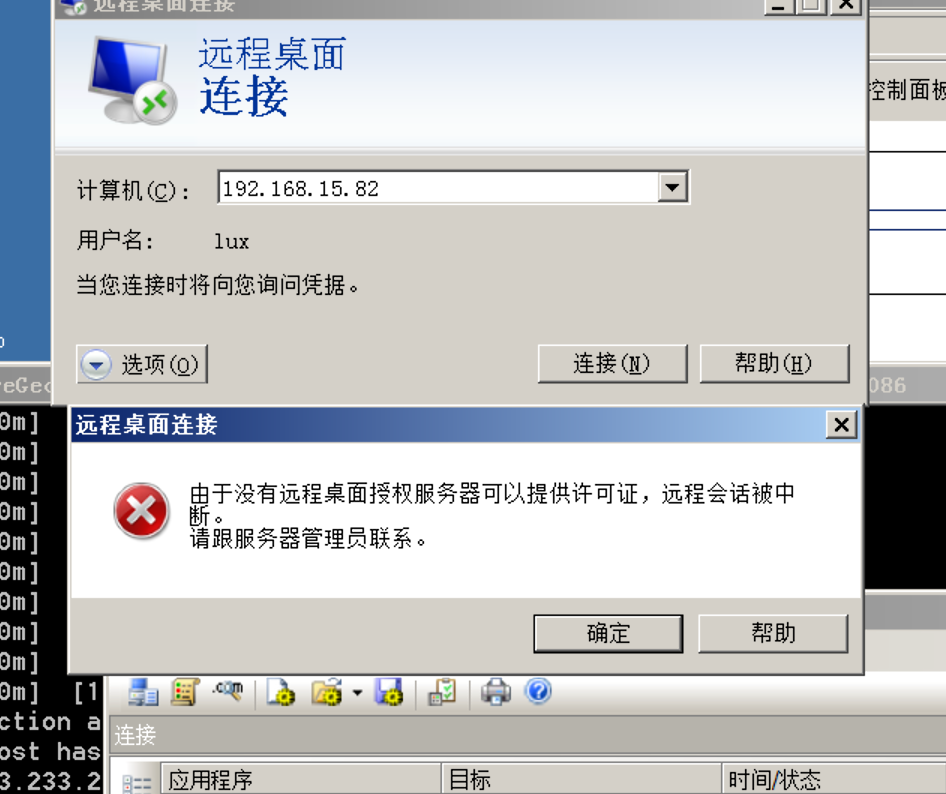 远程桌面连接
远程桌面
连接
控制面板
计算机(C):
192.168.15.82
用户名:
lux
当您连接时将向您询问凭据。
选项(O)
连接(N)
帮助(H)
reGeo
086
远程桌面连接
0m]
0m]
0m]
0m]
0m]
0m]
0m]
0m]
0m]
0m] [1
由于没有远程桌面授权服务器可以提供许可证，远程会话被中
断。
请跟服务器管理员联系。
确定
帮助
ction a
ost has
3.233.2
连接
应用程序
目标
时间/状态